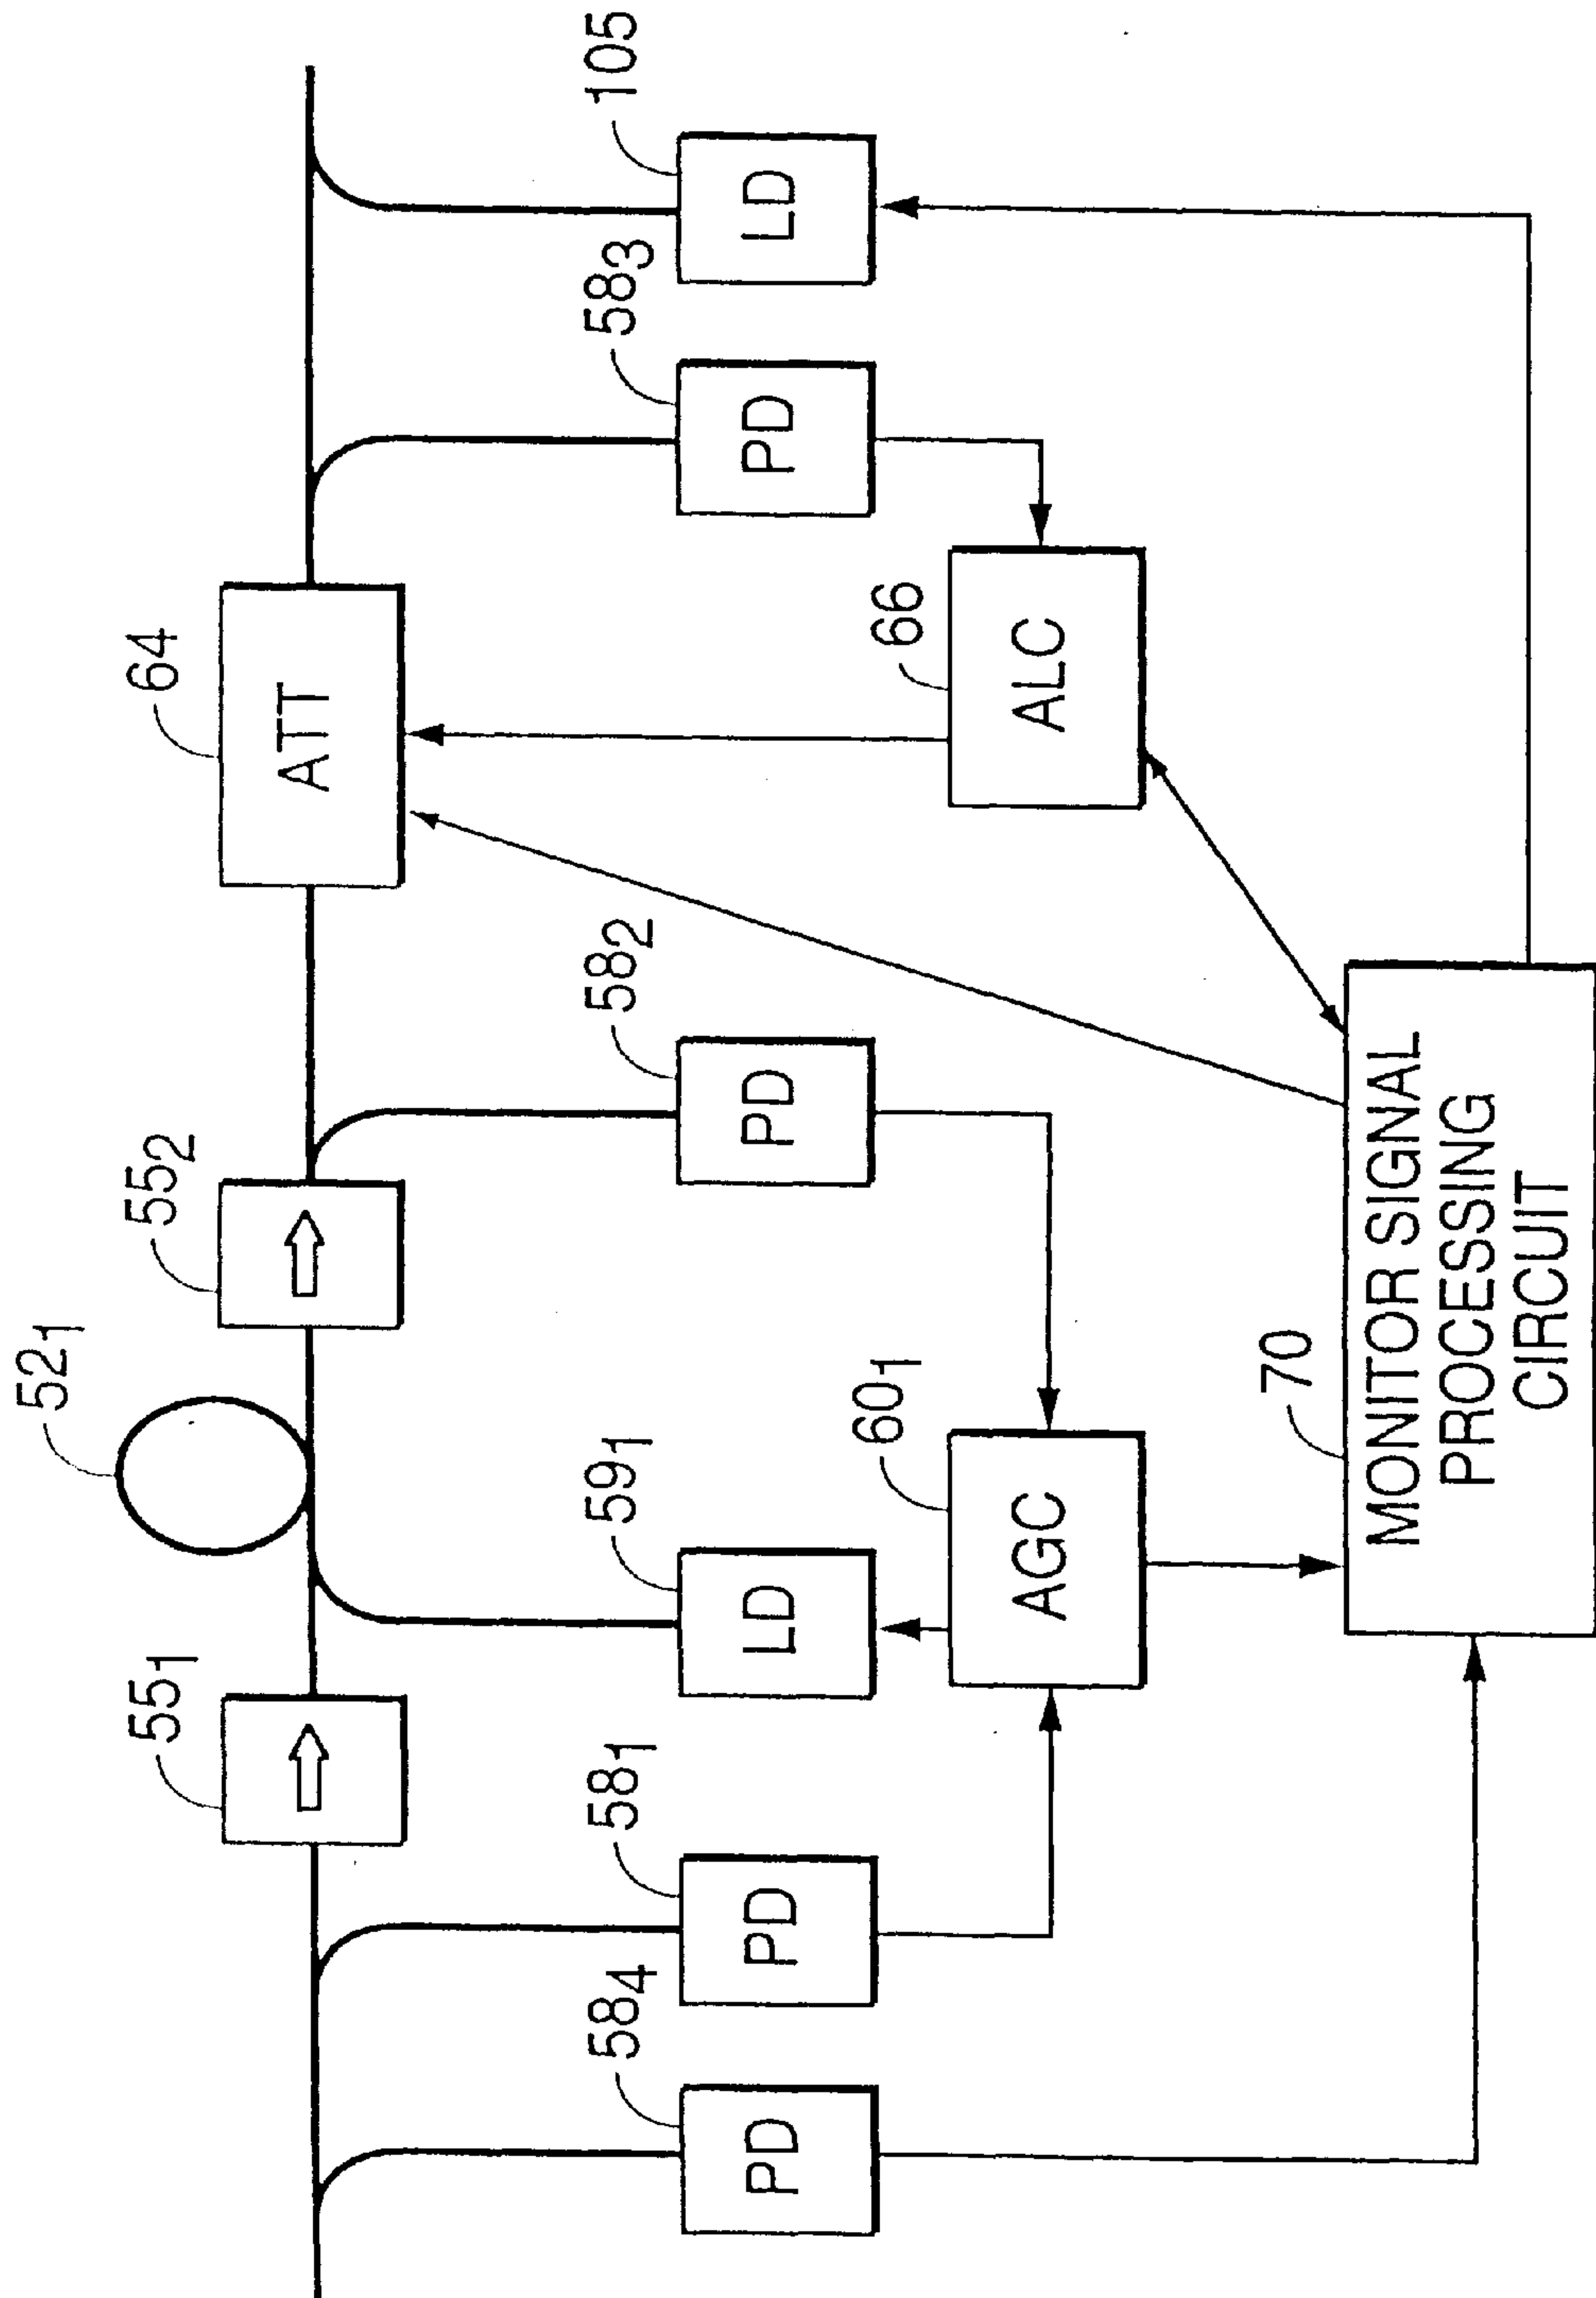 52₁
55₁
55₂
64
ATT
58₄
58₁
59₁
58₂
58₃
105
PD
PD
LD
PD
PD
LD
60₁
AGC
66
ALC
70
MONITOR SIGNAL
PROCESSING
CIRCUIT